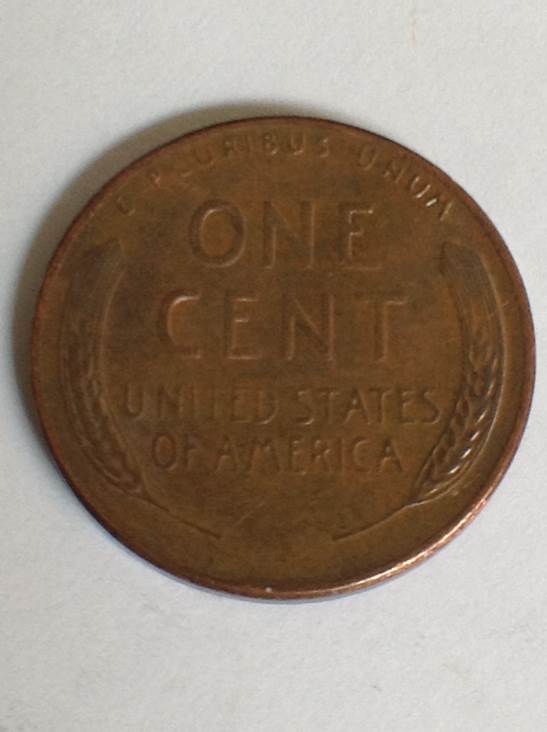 E PLURIBUS UNUM
ONE
CENT
UNITED STATES
OF AMERICA